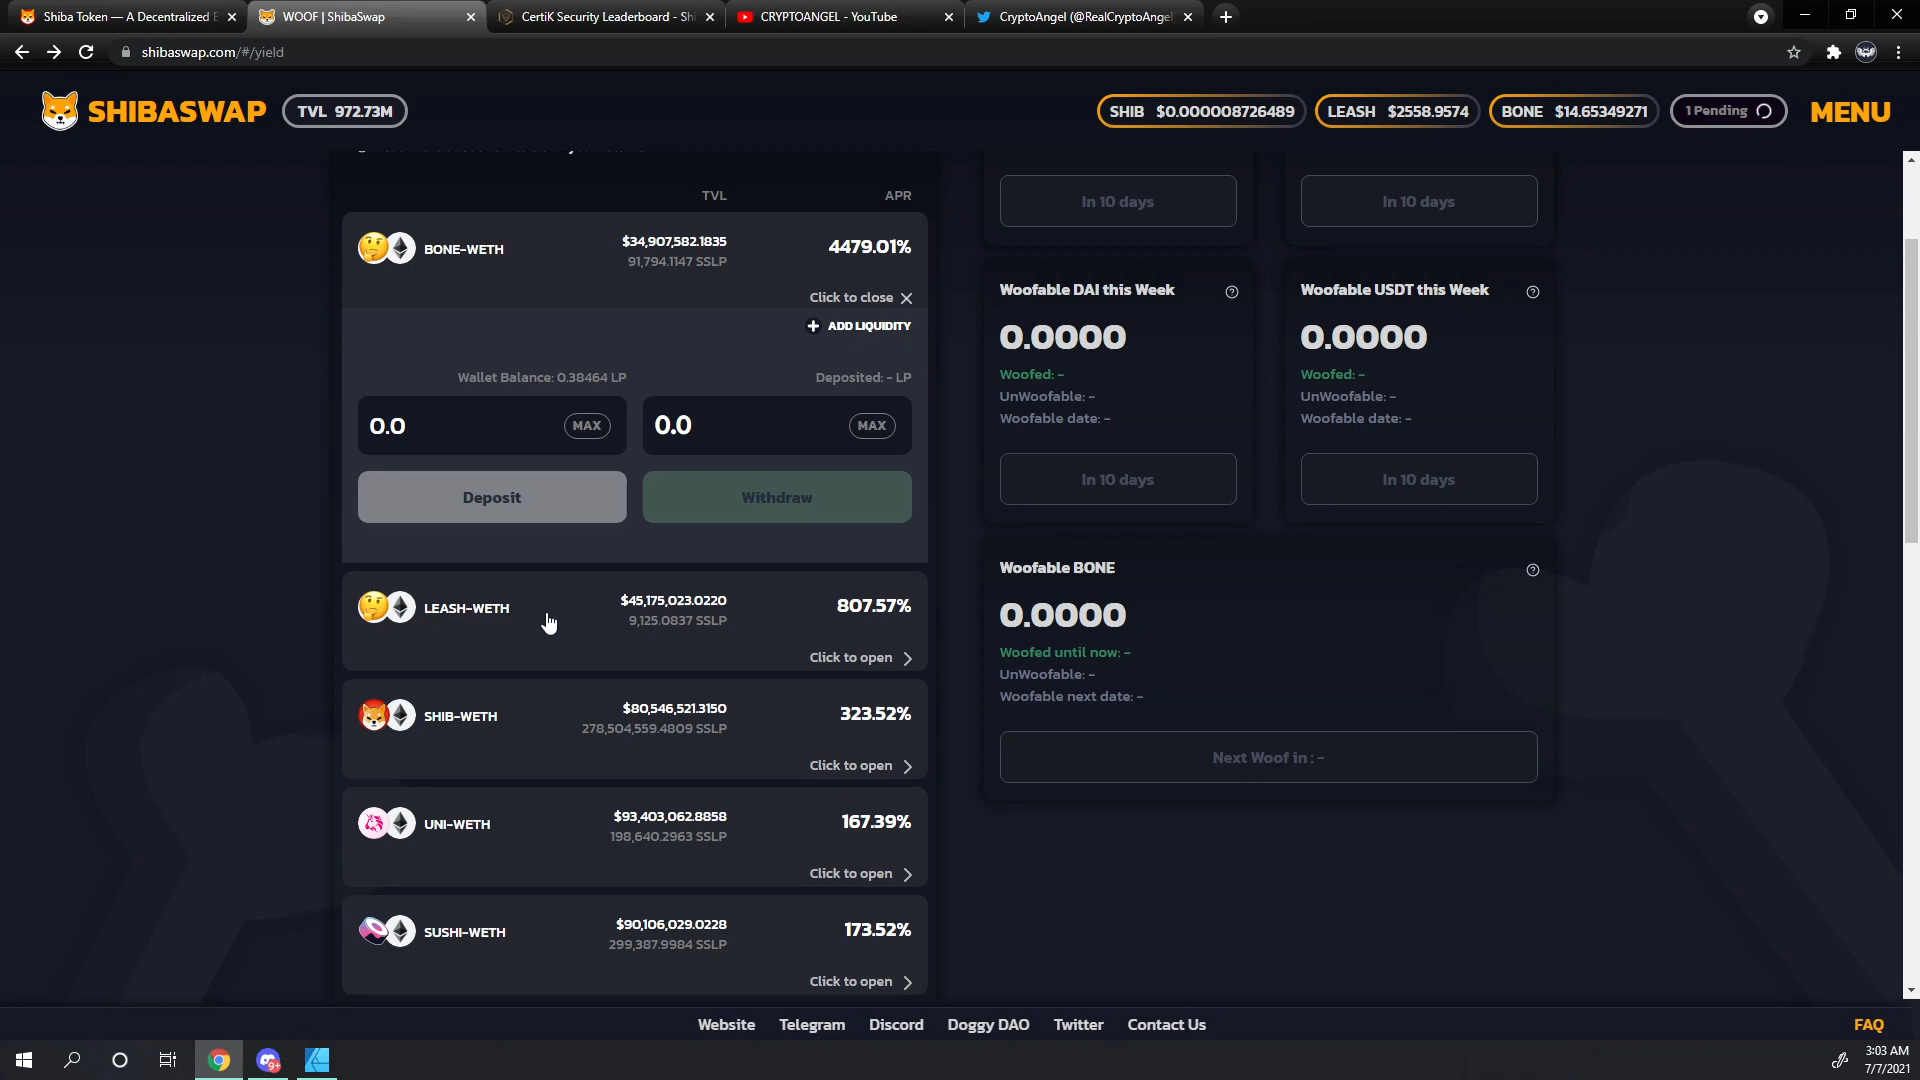 Shiba Token — A Decentralized E
WOOF | ShibaSwap
CertiK Security Leaderboard - Shi
CRYPTOANGEL - YouTube
CryptoAngel (@RealCryptoAngel
shibaswap.com/#/yield
SHIBASWAP
TVL 972.73M
SHIB $0.000008726489
LEASH $2558.9574
BONE $14.65349271
1 Pending
MENU
TVL
APR
BONE-WETH
$34,907,582.1835
4479.01%
91,794.1147 SSLP
Click to close
ADD LIQUIDITY
Wallet Balance: 0.38464 LP
Deposited: - LP
0.0
MAX
0.0
MAX
Deposit
Withdraw
LEASH-WETH
$45,175,023.0220
807.57%
9,125.0837 SSLP
Click to open
SHIB-WETH
$80,546,521.3150
323.52%
278,504,559.4809 SSLP
Click to open
UNI-WETH
$93,403,062.8858
167.39%
198,640.2963 SSLP
Click to open
SUSHI-WETH
$90,106,029.0228
173.52%
299,387.9984 SSLP
Click to open
In 10 days
In 10 days
Woofable DAI this Week
0.0000
Woofed: -
UnWoofable: -
Woofable date: -
In 10 days
Woofable USDT this Week
0.0000
Woofed: -
UnWoofable: -
Woofable date: -
In 10 days
Woofable BONE
0.0000
Woofed until now: -
UnWoofable: -
Woofable next date: -
Next Woof in : -
Website
Telegram
Discord
Doggy DAO
Twitter
Contact Us
FAQ
9+
3:03 AM
7/7/2021